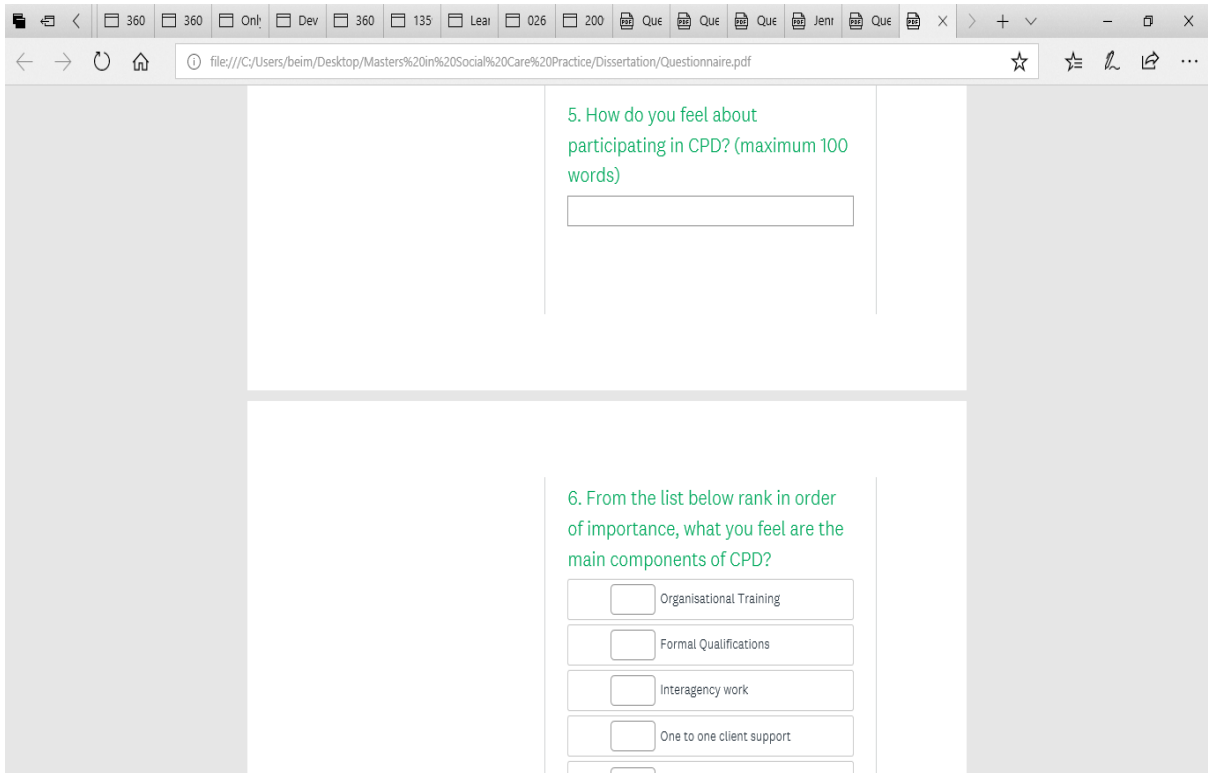 360
360
Onl
Dev
360
135
Lear
026
200
Que
Que
Que
Jenr
Que
file:///C:/Users/beim/Desktop/Masters%20in%20Social%20Care%20Practice/Dissertation/Questionnaire.pdf
5. How do you feel about
participating in CPD? (maximum 100
words)
6. From the list below rank in order
of importance, what you feel are the
main components of CPD?
Organisational Training
Formal Qualifications
Interagency work
One to one client support